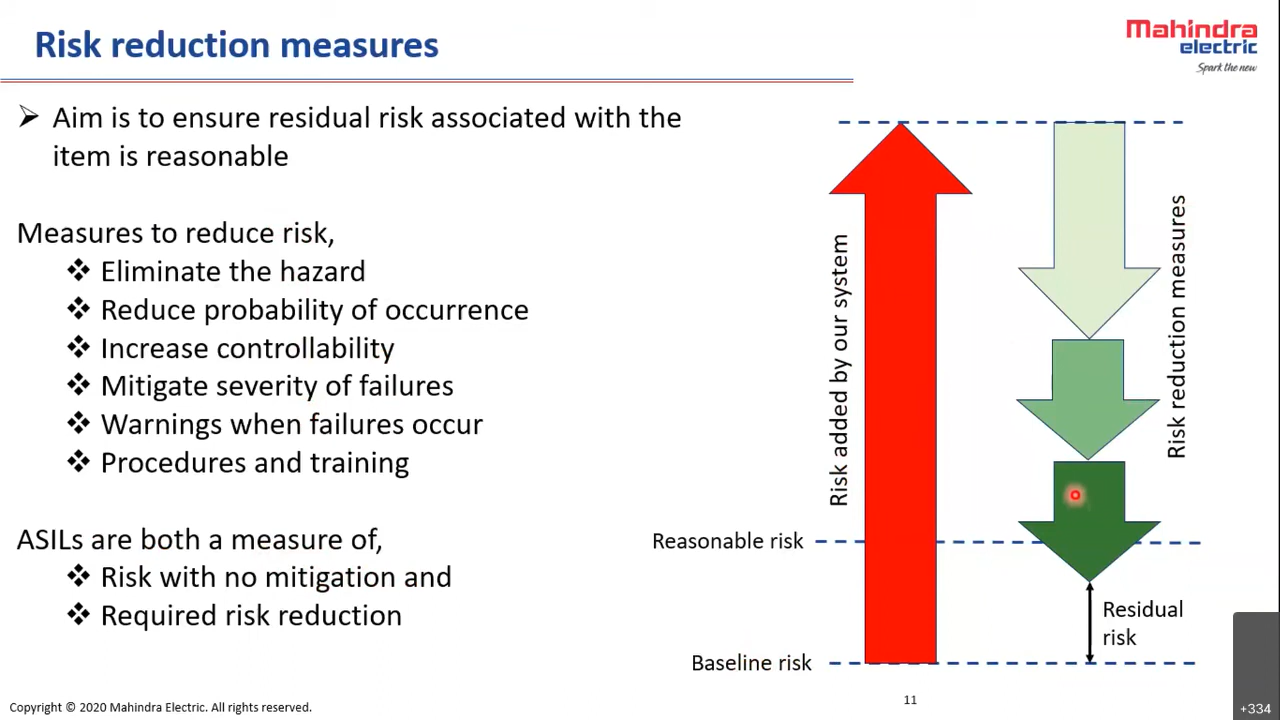 Risk reduction measures
Mahindra
electric
Spark the new
Aim is to ensure residual risk associated with the
item is reasonable
Measures to reduce risk,
Eliminate the hazard
Reduce probability of occurrence
Increase controllability
Mitigate severity of failures
Warnings when failures occur
Procedures and training
ASILs are both a measure of,
Risk with no mitigation and
Required risk reduction
Risk added by our system
Risk reduction measures
Reasonable risk
Residual
risk
Baseline risk
Copyright © 2020 Mahindra Electric. All rights reserved.
11
+334